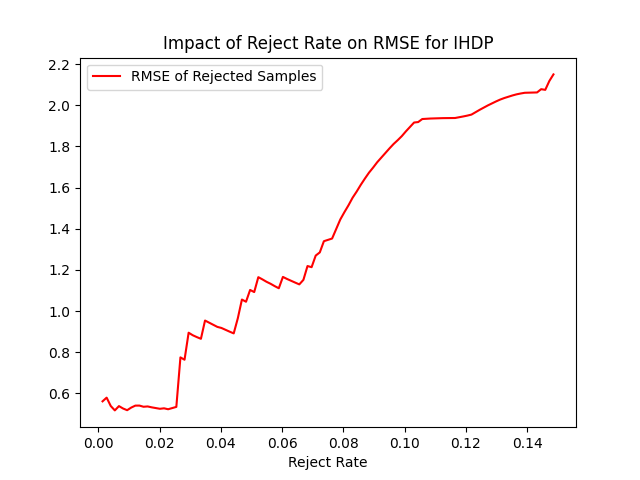 Impact of Reject Rate on RMSE for IHDP
RMSE of Rejected Samples
2.2
2.0
1.8
1.6
1.4
1.2
1.0
0.8
0.6
0.00 0.02 0.04 0.06 0.08 0.10 0.12 0.14
Reject Rate